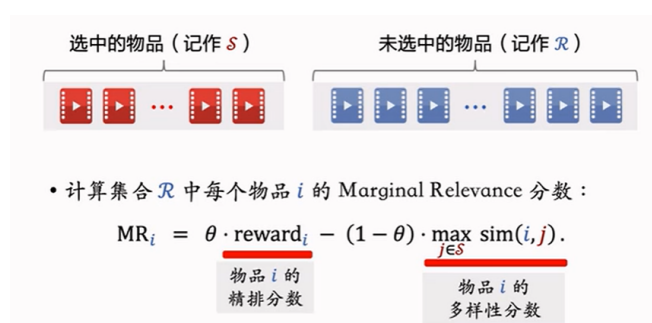 选中的物品（记作 𝒮） 未选中的物品（记作 ℛ）
... ...
• 计算集合 ℛ 中每个物品 i 的 Marginal Relevance 分数：
MRᵢ = θ · rewardᵢ − (1 − θ) · max sim(i, j).
j∈𝒮
物品 i 的
精排分数
物品 i 的
多样性分数